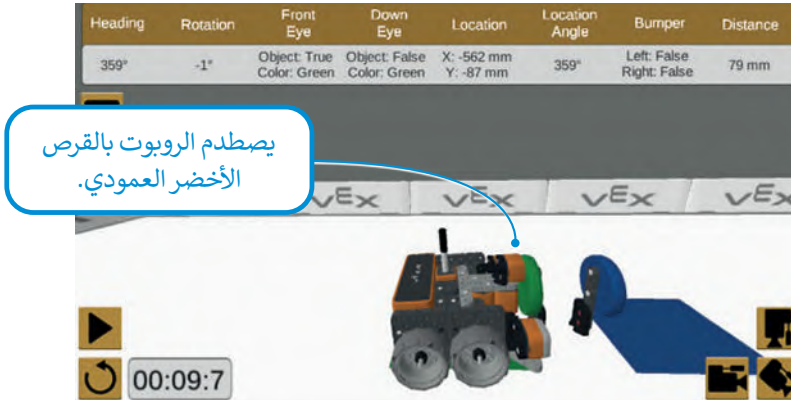 Heading Rotation Front Eye Down Eye Location Location Angle Bumper Distance
359° -1° Object: True Color: Green Object: False Color: Green X: -562 mm Y: -87 mm 359° Left: False Right: False 79 mm
يصطدم الروبوت بالقرص
الأخضر العمودي.
vex vex vex vex
vex
00:09:7